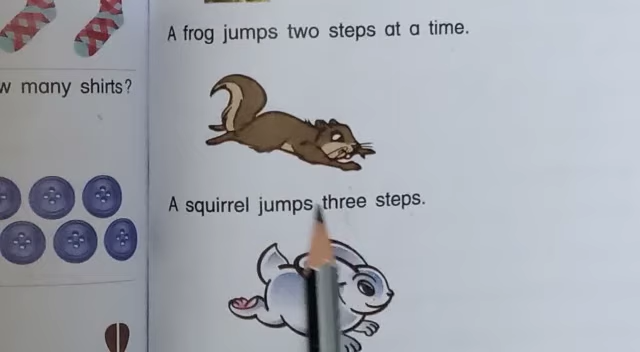 A frog jumps two steps at a time.
many shirts?
A squirrel jumps three steps.